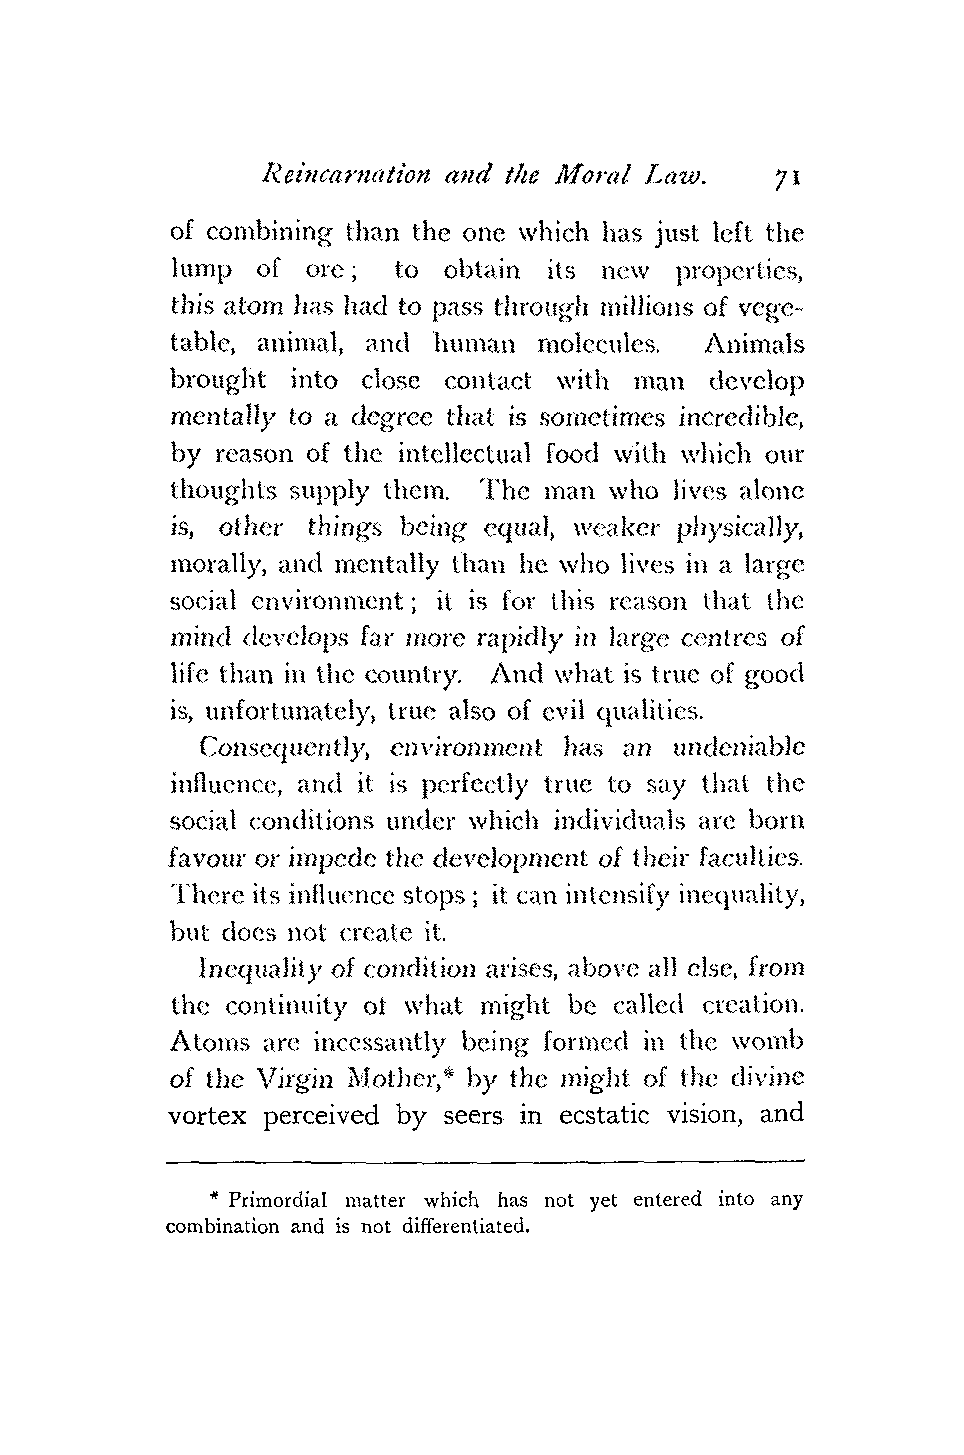 Reincarnation and the Moral Law. 71
of combining than the one which has just left the
lump of ore; to obtain its new properties,
this atom has had to pass through millions of vege-
table, animal, and human molecules. Animals
brought into close contact with man develop
mentally to a degree that is sometimes incredible,
by reason of the intellectual food with which our
thoughts supply them. The man who lives alone
is, other things being equal, weaker physically,
morally, and mentally than he who lives in a large
social environment; it is for this reason that the
mind develops far more rapidly in large centres of
life than in the country. And what is true of good
is, unfortunately, true also of evil qualities.
Consequently, environment has an undeniable
influence, and it is perfectly true to say that the
social conditions under which individuals are born
favour or impede the development of their faculties.
There its influence stops; it can intensify inequality,
but does not create it.
Inequality of condition arises, above all else, from
the continuity of what might be called creation.
Atoms are incessantly being formed in the womb
of the Virgin Mother,* by the might of the divine
vortex perceived by seers in ecstatic vision, and
* Primordial matter which has not yet entered into any
combination and is not differentiated.